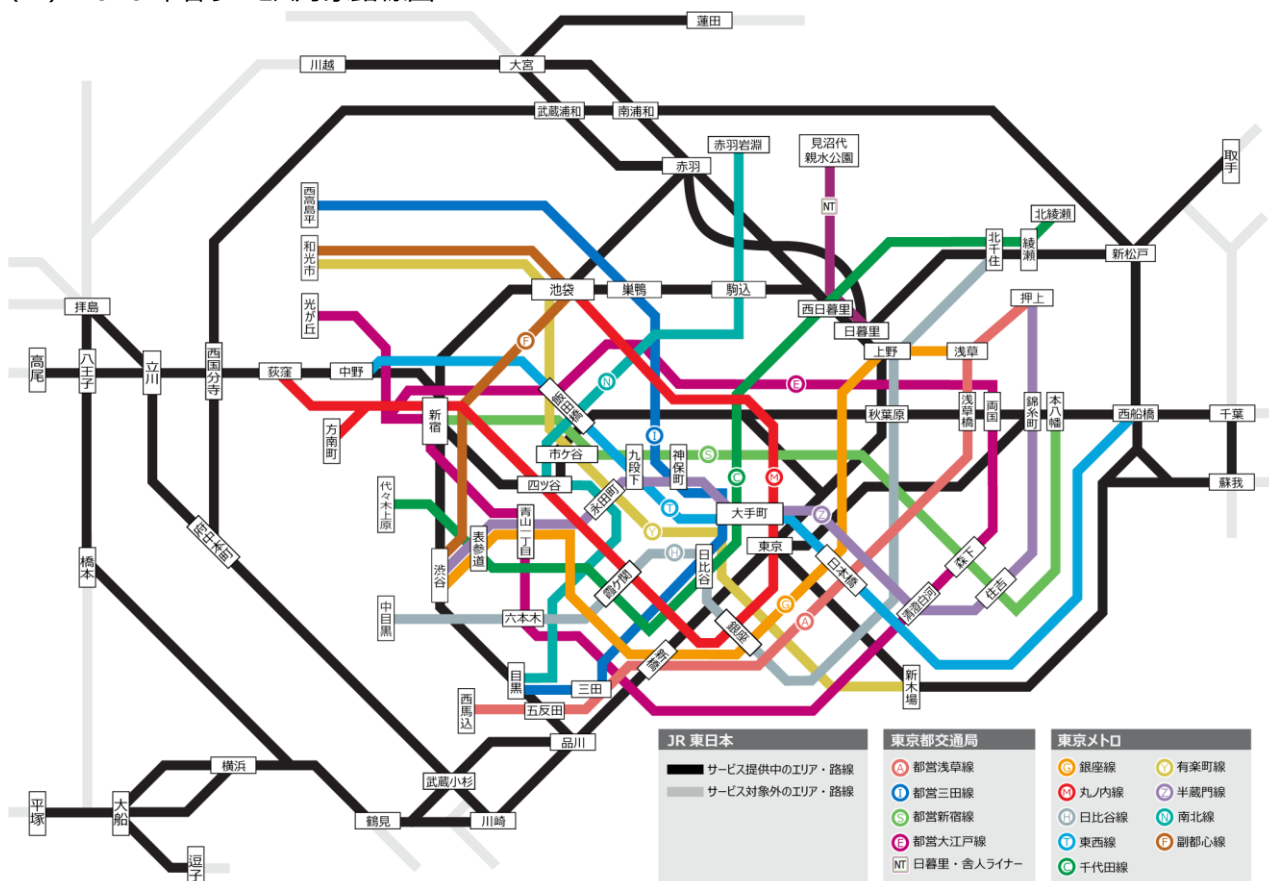 蓮田
川越
大宮
武蔵浦和
南浦和
赤羽
赤羽岩淵
見沼代
親水公園
取手
NT
西高島平
和光市
光が丘
北千住
綾瀬
北綾瀬
新松戸
池袋
巣鴨
駒込
西日暮里
日暮里
押上
拝島
高尾
八王子
立川
西国分寺
荻窪
中野
F
N
E
上野
浅草
新宿
方南町
飯田橋
秋葉原
浅草橋
両国
錦糸町
本八幡
西船橋
千葉
蘇我
I
S
C
M
市ケ谷
九段下
神保町
四ツ谷
永田町
大手町
Z
T
Y
代々木上原
表参道
青山一丁目
渋谷
東京
H
日比谷
霞ケ関
日本橋
森下
住吉
清澄白河
府中本町
橋本
中目黒
六本木
銀座
G
A
新橋
新木場
目黒
三田
西馬込
五反田
品川
横浜
武蔵小杉
平塚
大船
鶴見
川崎
逗子
JR 東日本
サービス提供中のエリア・路線
サービス対象外のエリア・路線
東京都交通局
A 都営浅草線
I 都営三田線
S 都営新宿線
E 都営大江戸線
NT 日暮里・舎人ライナー
東京メトロ
G 銀座線
M 丸ノ内線
H 日比谷線
T 東西線
C 千代田線
Y 有楽町線
Z 半蔵門線
N 南北線
F 副都心線